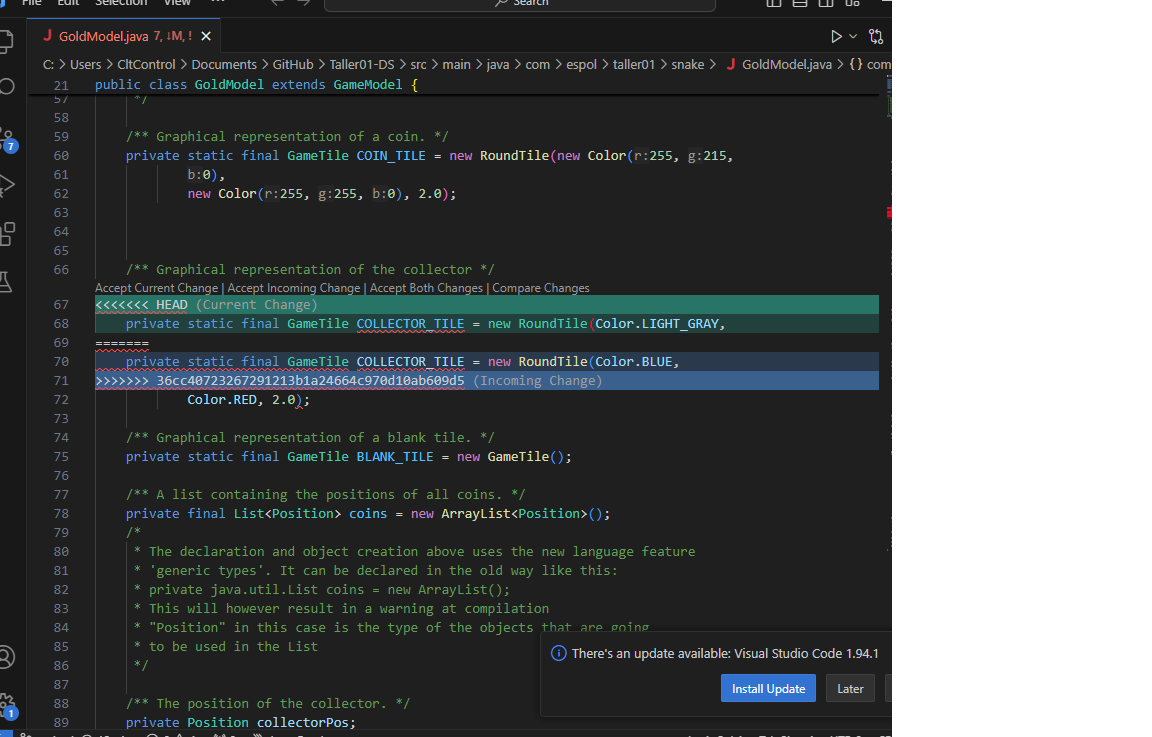 File Edit Selection View ··· Search
J GoldModel.java 7, ↓M, ! ×
C: > Users > CltControl > Documents > GitHub > Taller01-DS > src > main > java > com > espol > taller01 > snake > J GoldModel.java > {} com
21 public class GoldModel extends GameModel {
57 */
58
59 /** Graphical representation of a coin. */
60 private static final GameTile COIN_TILE = new RoundTile(new Color(r:255, g:215,
61 b:0),
62 new Color(r:255, g:255, b:0), 2.0);
63
64
65
66 /** Graphical representation of the collector */
Accept Current Change | Accept Incoming Change | Accept Both Changes | Compare Changes
67 <<<<<<< HEAD (Current Change)
68 private static final GameTile COLLECTOR_TILE = new RoundTile(Color.LIGHT_GRAY,
69 =======
70 private static final GameTile COLLECTOR_TILE = new RoundTile(Color.BLUE,
71 >>>>>>> 36cc40723267291213b1a24664c970d10ab609d5 (Incoming Change)
72 Color.RED, 2.0);
73
74 /** Graphical representation of a blank tile. */
75 private static final GameTile BLANK_TILE = new GameTile();
76
77 /** A list containing the positions of all coins. */
78 private final List<Position> coins = new ArrayList<Position>();
79 /*
80 * The declaration and object creation above uses the new language feature
81 * 'generic types'. It can be declared in the old way like this:
82 * private java.util.List coins = new ArrayList();
83 * This will however result in a warning at compilation
84 * "Position" in this case is the type of the objects that are going
85 * to be used in the List
86 */
87
88 /** The position of the collector. */
89 private Position collectorPos;
7
1
There's an update available: Visual Studio Code 1.94.1
Install Update Later